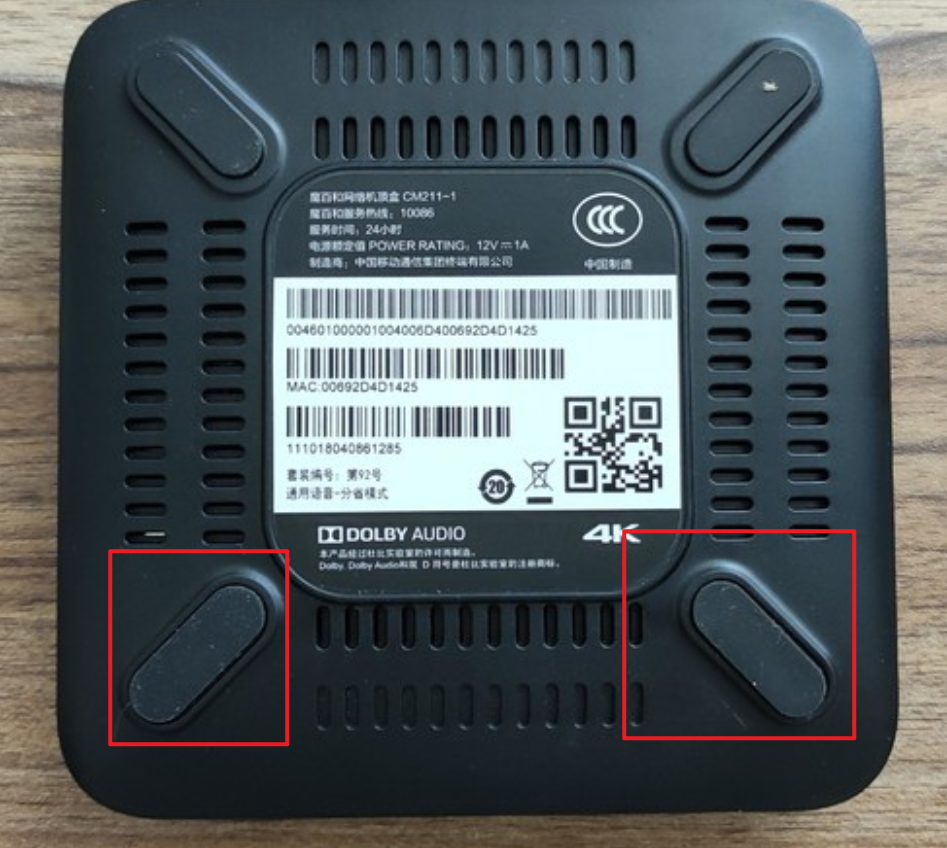 魔百和网络机顶盒 CM211-1
魔百和服务热线：10086
服务时间：24小时
电源额定值 POWER RATING：12V⎓1A
制造商：中国移动通信集团终端有限公司
CCC
中国制造
004601000001004006D400692D4D1425
MAC:00692D4D1425
111018040861285
套装编号：第92号
通用语音-分省模式
20
DOLBY AUDIO
4K
本产品经过杜比实验室的许可而制造。
Dolby, Dolby Audio和双 D 符号是杜比实验室的注册商标。